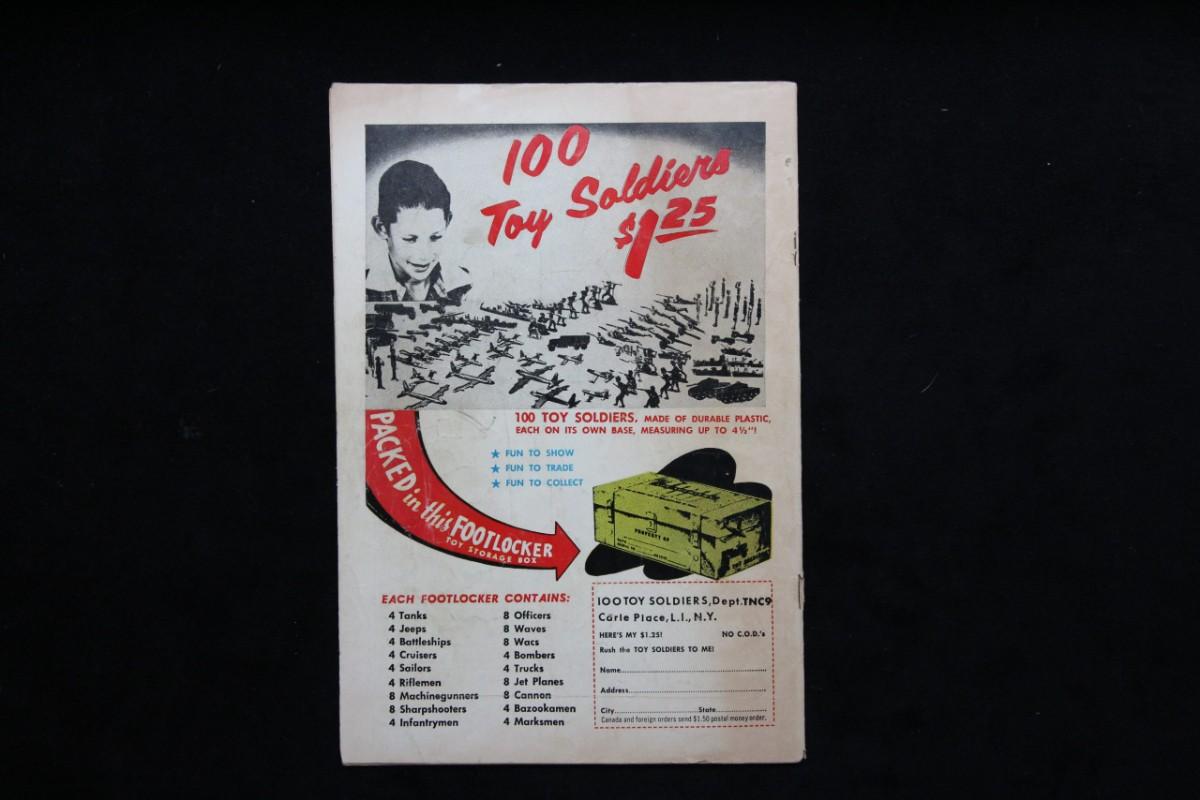 100
Toy Soldiers
$1.25
100 TOY SOLDIERS, MADE OF DURABLE PLASTIC,
EACH ON ITS OWN BASE, MEASURING UP TO 4½"!
★ FUN TO SHOW
★ FUN TO TRADE
★ FUN TO COLLECT
PACKED in this FOOTLOCKER
TOY STORAGE BOX
PROPERTY OF
EACH FOOTLOCKER CONTAINS:
4 Tanks
4 Jeeps
4 Battleships
4 Cruisers
4 Sailors
4 Riflemen
8 Machinegunners
8 Sharpshooters
4 Infantrymen
8 Officers
8 Waves
8 Wacs
4 Bombers
4 Trucks
8 Jet Planes
8 Cannon
4 Bazookamen
4 Marksmen
100 TOY SOLDIERS, Dept. TNC9
Carle Place, L.I., N.Y.
HERE'S MY $1.25! NO C.O.D.'s
Rush the TOY SOLDIERS TO ME!
Name
Address
City State
Canada and foreign orders send $1.50 postal money order.